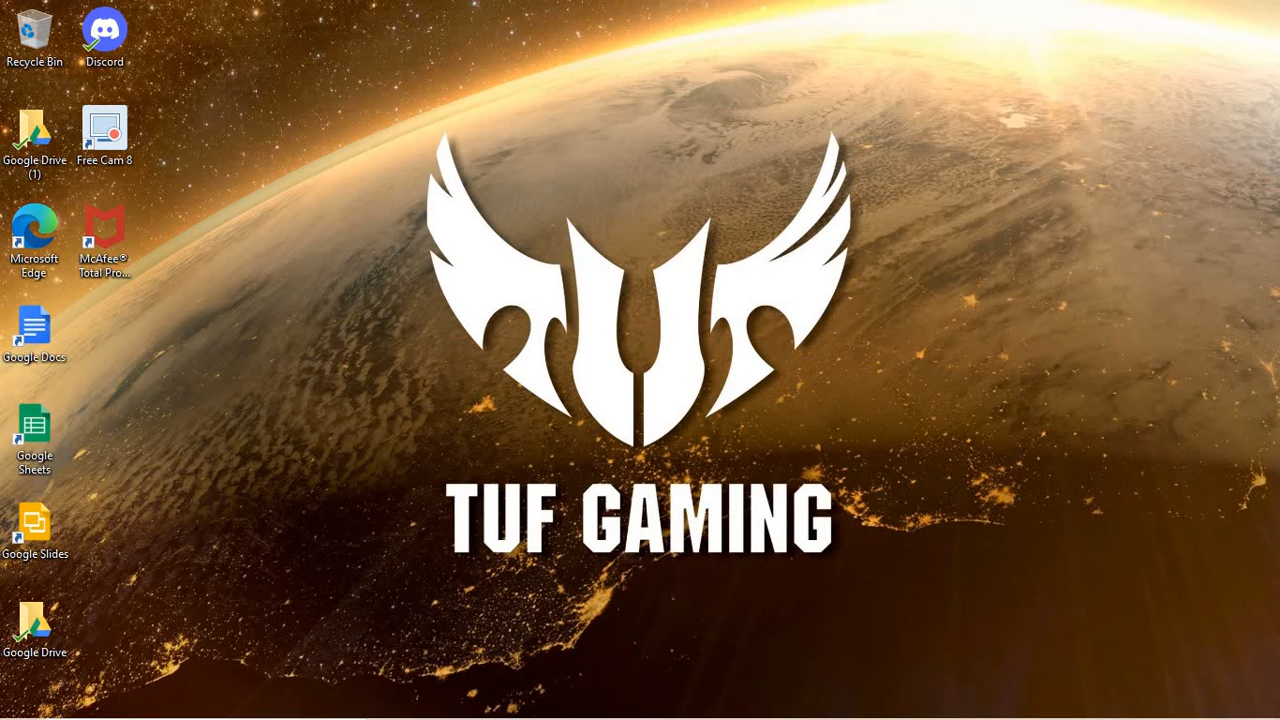 Recycle Bin
Discord
Google Drive
(1)
Free Cam 8
Microsoft
Edge
McAfee®
Total Pro...
Google Docs
Google
Sheets
Google Slides
Google Drive
TUF GAMING